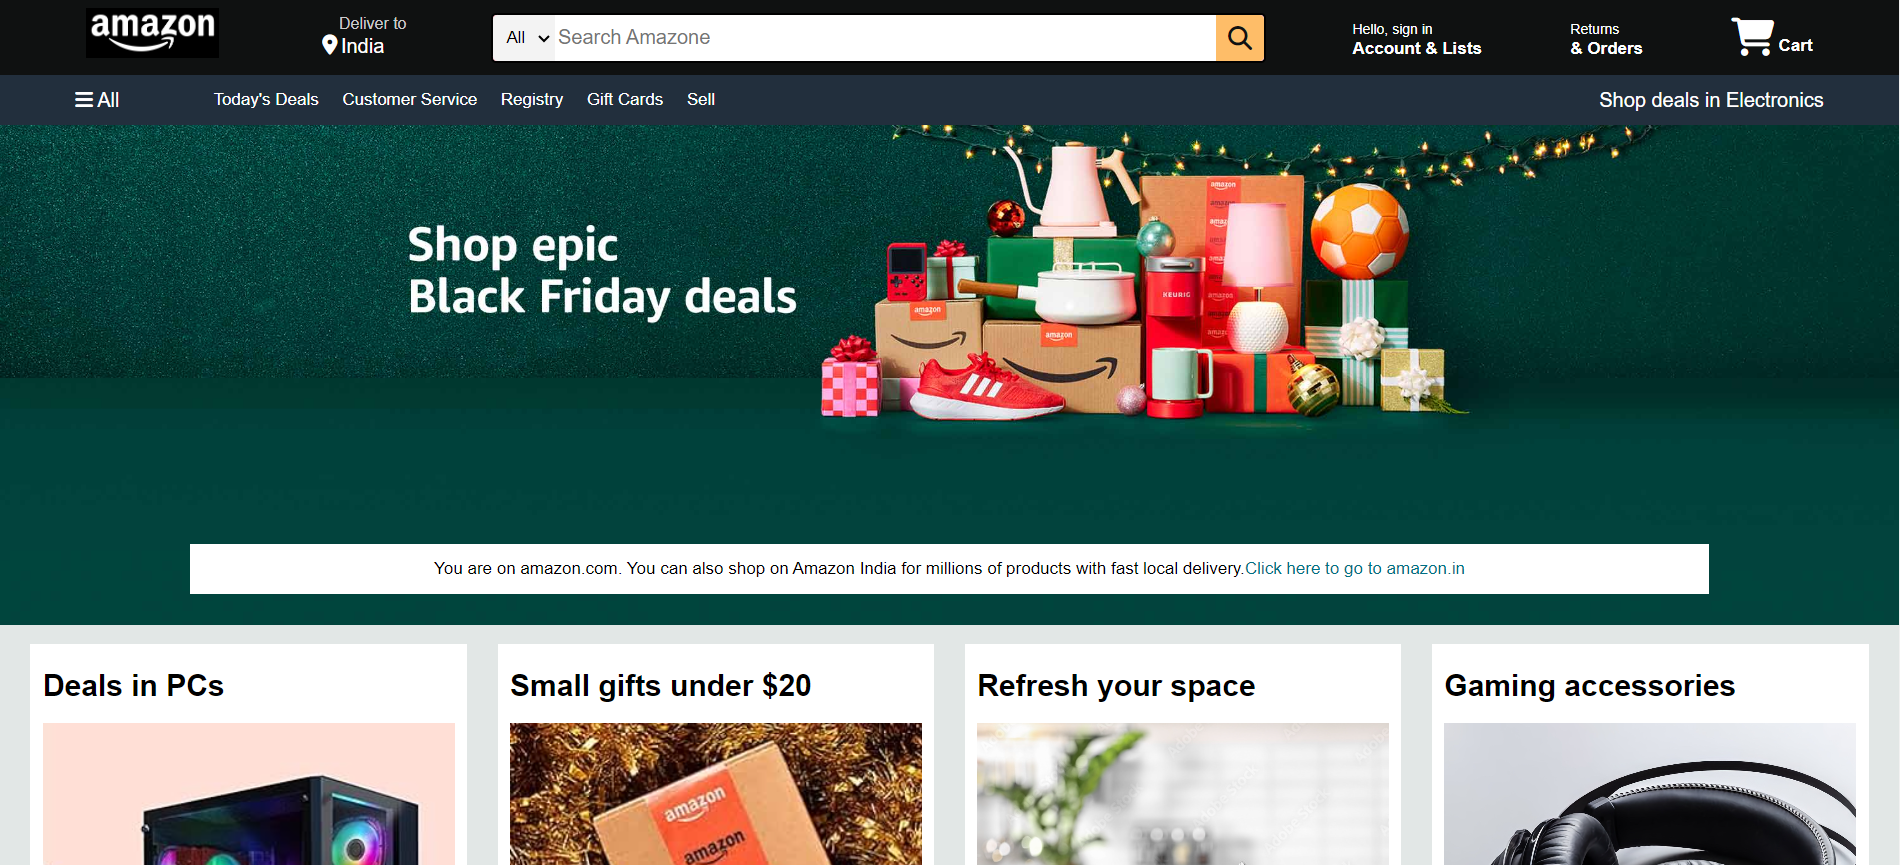 amazon
Deliver to
India
All
Search Amazone
Hello, sign in
Account & Lists
Returns
& Orders
Cart
All
Today's Deals
Customer Service
Registry
Gift Cards
Sell
Shop deals in Electronics
Shop epic
Black Friday deals
amazon
amazon
amazon
KEURIG
amazon
amazon
amazon
You are on amazon.com. You can also shop on Amazon India for millions of products with fast local delivery.Click here to go to amazon.in
Deals in PCs
Small gifts under $20
Refresh your space
Gaming accessories
amazon
amazon